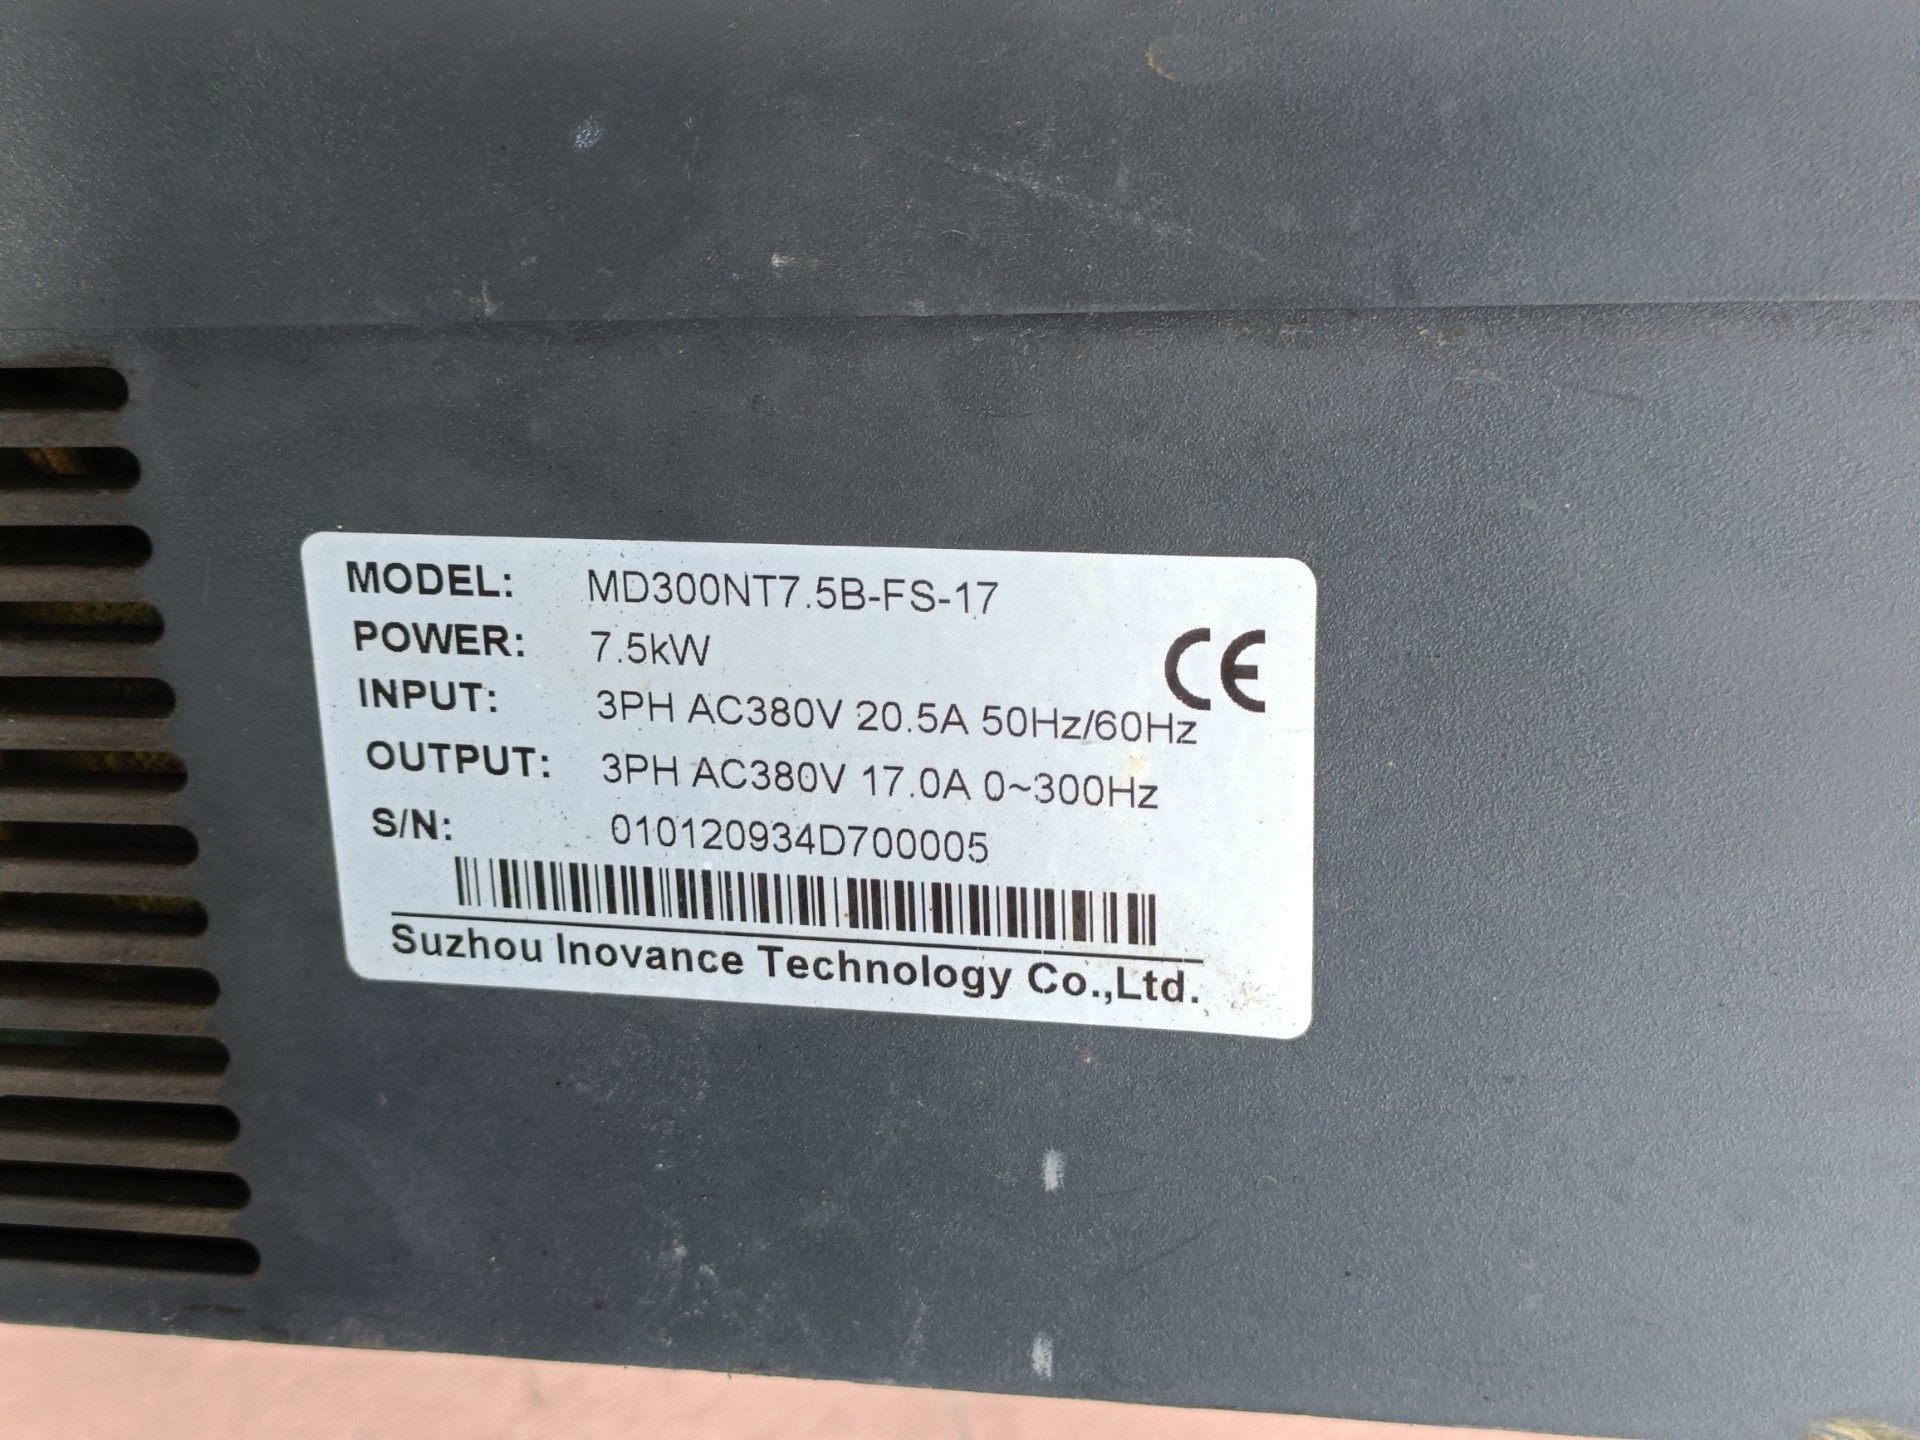 MODEL: MD300NT7.5B-FS-17
POWER: 7.5kW
CE
INPUT: 3PH AC380V 20.5A 50Hz/60Hz
OUTPUT: 3PH AC380V 17.0A 0~300Hz
S/N: 010120934D700005
Suzhou Inovance Technology Co.,Ltd.